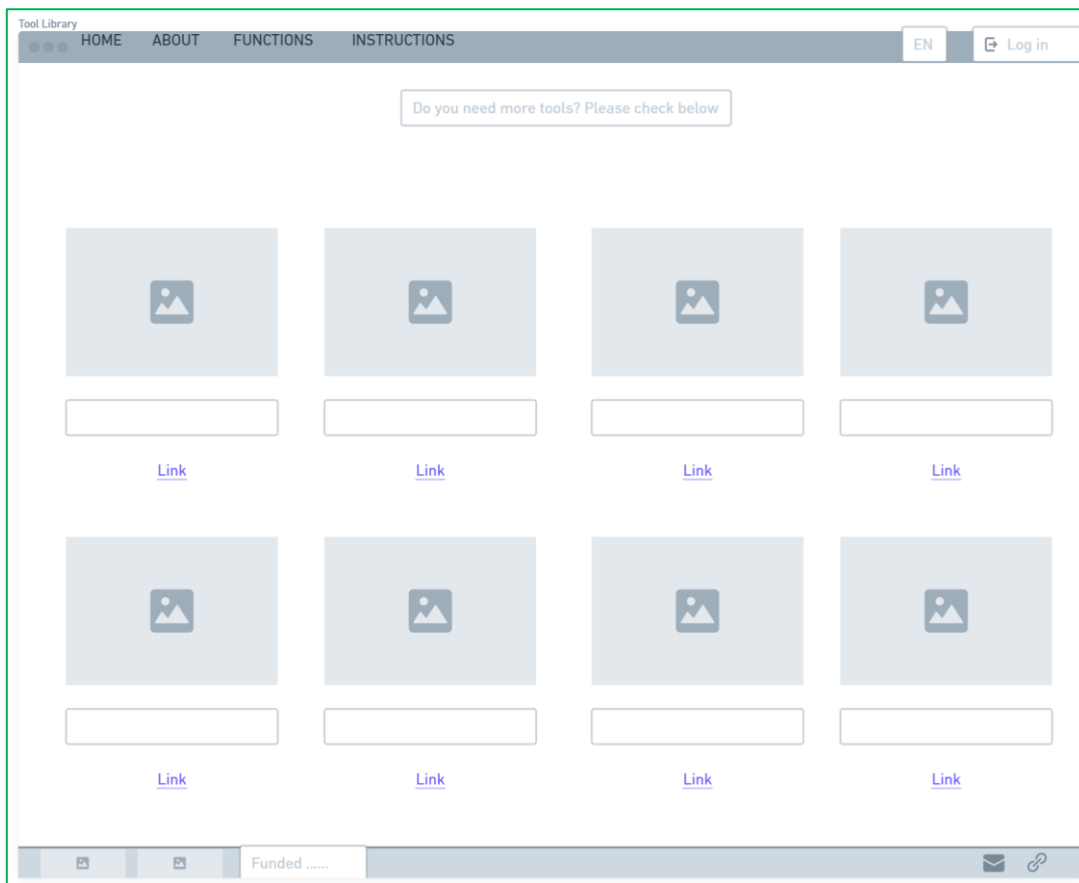 Tool Library
HOME ABOUT FUNCTIONS INSTRUCTIONS EN Log in
Do you need more tools? Please check below
Link Link Link Link
Link Link Link Link
Funded ......